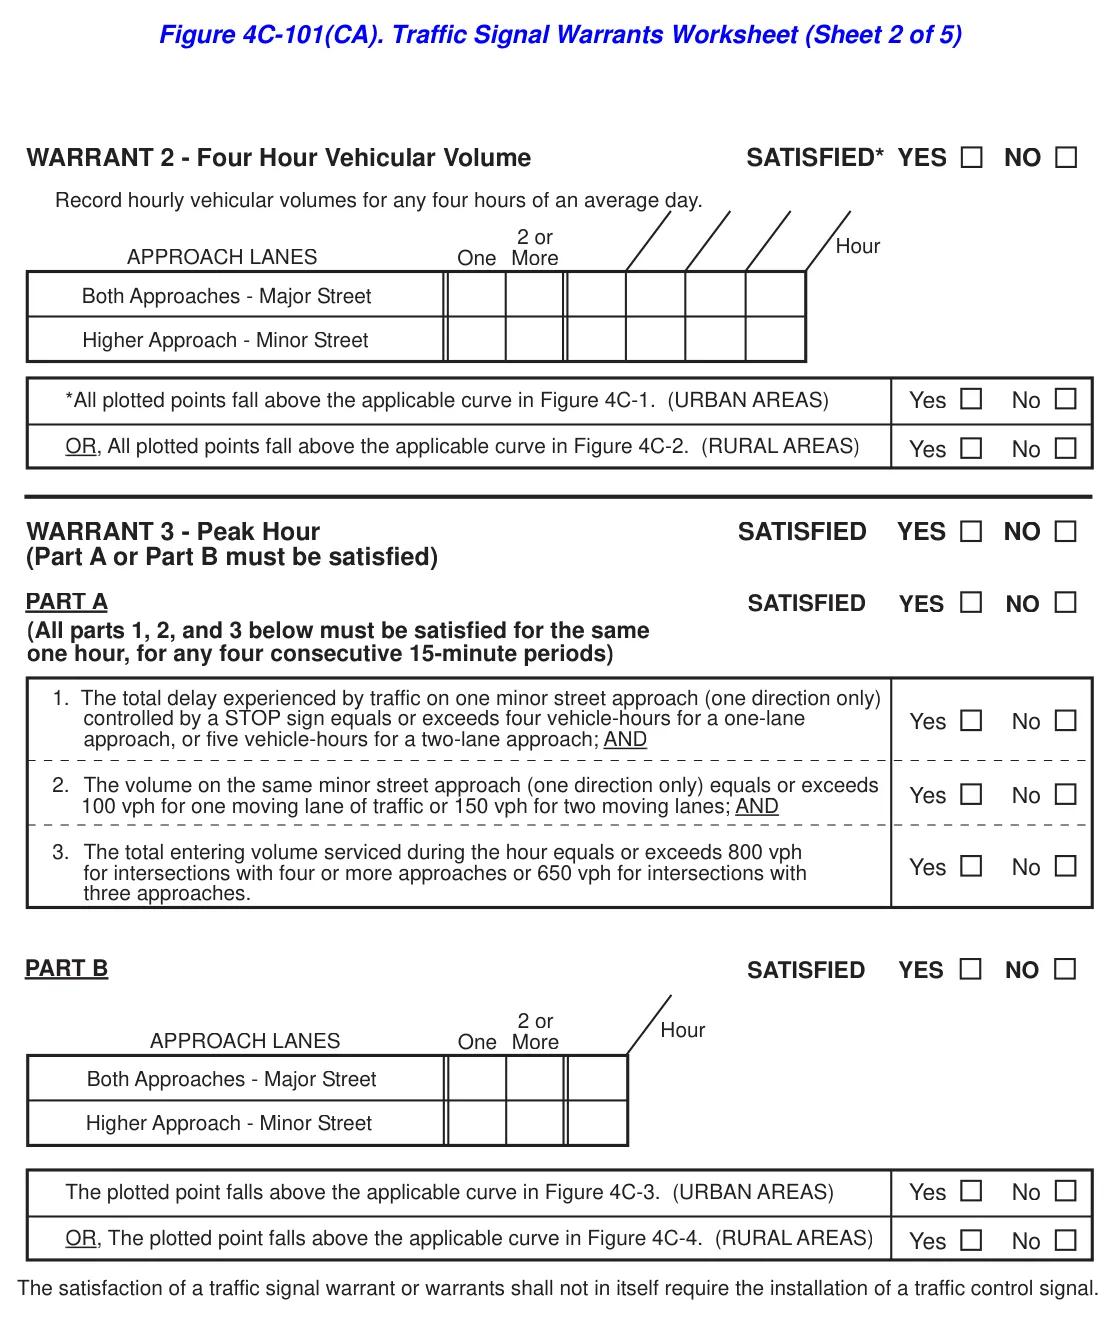 Figure 4C-101(CA). Traffic Signal Warrants Worksheet (Sheet 2 of 5)
WARRANT 2 - Four Hour Vehicular Volume SATISFIED* YES NO
Record hourly vehicular volumes for any four hours of an average day.
APPROACH LANES One 2 or More Hour
Both Approaches - Major Street
Higher Approach - Minor Street
*All plotted points fall above the applicable curve in Figure 4C-1. (URBAN AREAS) Yes No
OR, All plotted points fall above the applicable curve in Figure 4C-2. (RURAL AREAS) Yes No
WARRANT 3 - Peak Hour SATISFIED YES NO
(Part A or Part B must be satisfied)
PART A SATISFIED YES NO
(All parts 1, 2, and 3 below must be satisfied for the same
one hour, for any four consecutive 15-minute periods)
1. The total delay experienced by traffic on one minor street approach (one direction only)
controlled by a STOP sign equals or exceeds four vehicle-hours for a one-lane
approach, or five vehicle-hours for a two-lane approach; AND Yes No
2. The volume on the same minor street approach (one direction only) equals or exceeds
100 vph for one moving lane of traffic or 150 vph for two moving lanes; AND Yes No
3. The total entering volume serviced during the hour equals or exceeds 800 vph
for intersections with four or more approaches or 650 vph for intersections with
three approaches. Yes No
PART B SATISFIED YES NO
APPROACH LANES One 2 or More Hour
Both Approaches - Major Street
Higher Approach - Minor Street
The plotted point falls above the applicable curve in Figure 4C-3. (URBAN AREAS) Yes No
OR, The plotted point falls above the applicable curve in Figure 4C-4. (RURAL AREAS) Yes No
The satisfaction of a traffic signal warrant or warrants shall not in itself require the installation of a traffic control signal.